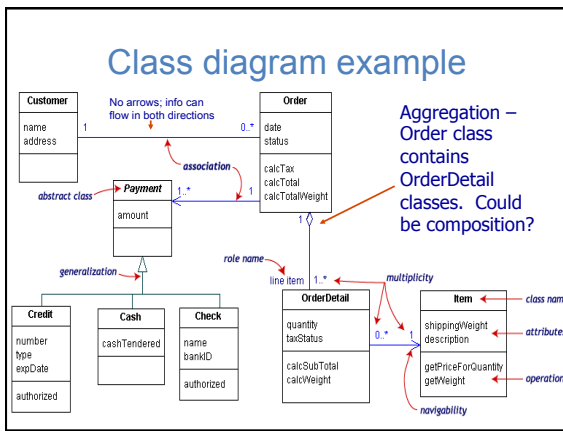 Class diagram example
Customer
name
address
No arrows; info can
flow in both directions
1
0..*
association
Order
date
status
calcTax
calcTotal
calcTotalWeight
Aggregation –
Order class
contains
OrderDetail
classes. Could
be composition?
abstract class
Payment
amount
1..*
1
1
generalization
role name
line item
1..*
multiplicity
Credit
number
type
expDate
authorized
Cash
cashTendered
Check
name
bankID
authorized
OrderDetail
quantity
taxStatus
calcSubTotal
calcWeight
0..*
1
Item
shippingWeight
description
getPriceForQuantity
getWeight
class nam
attribute
operation
navigability